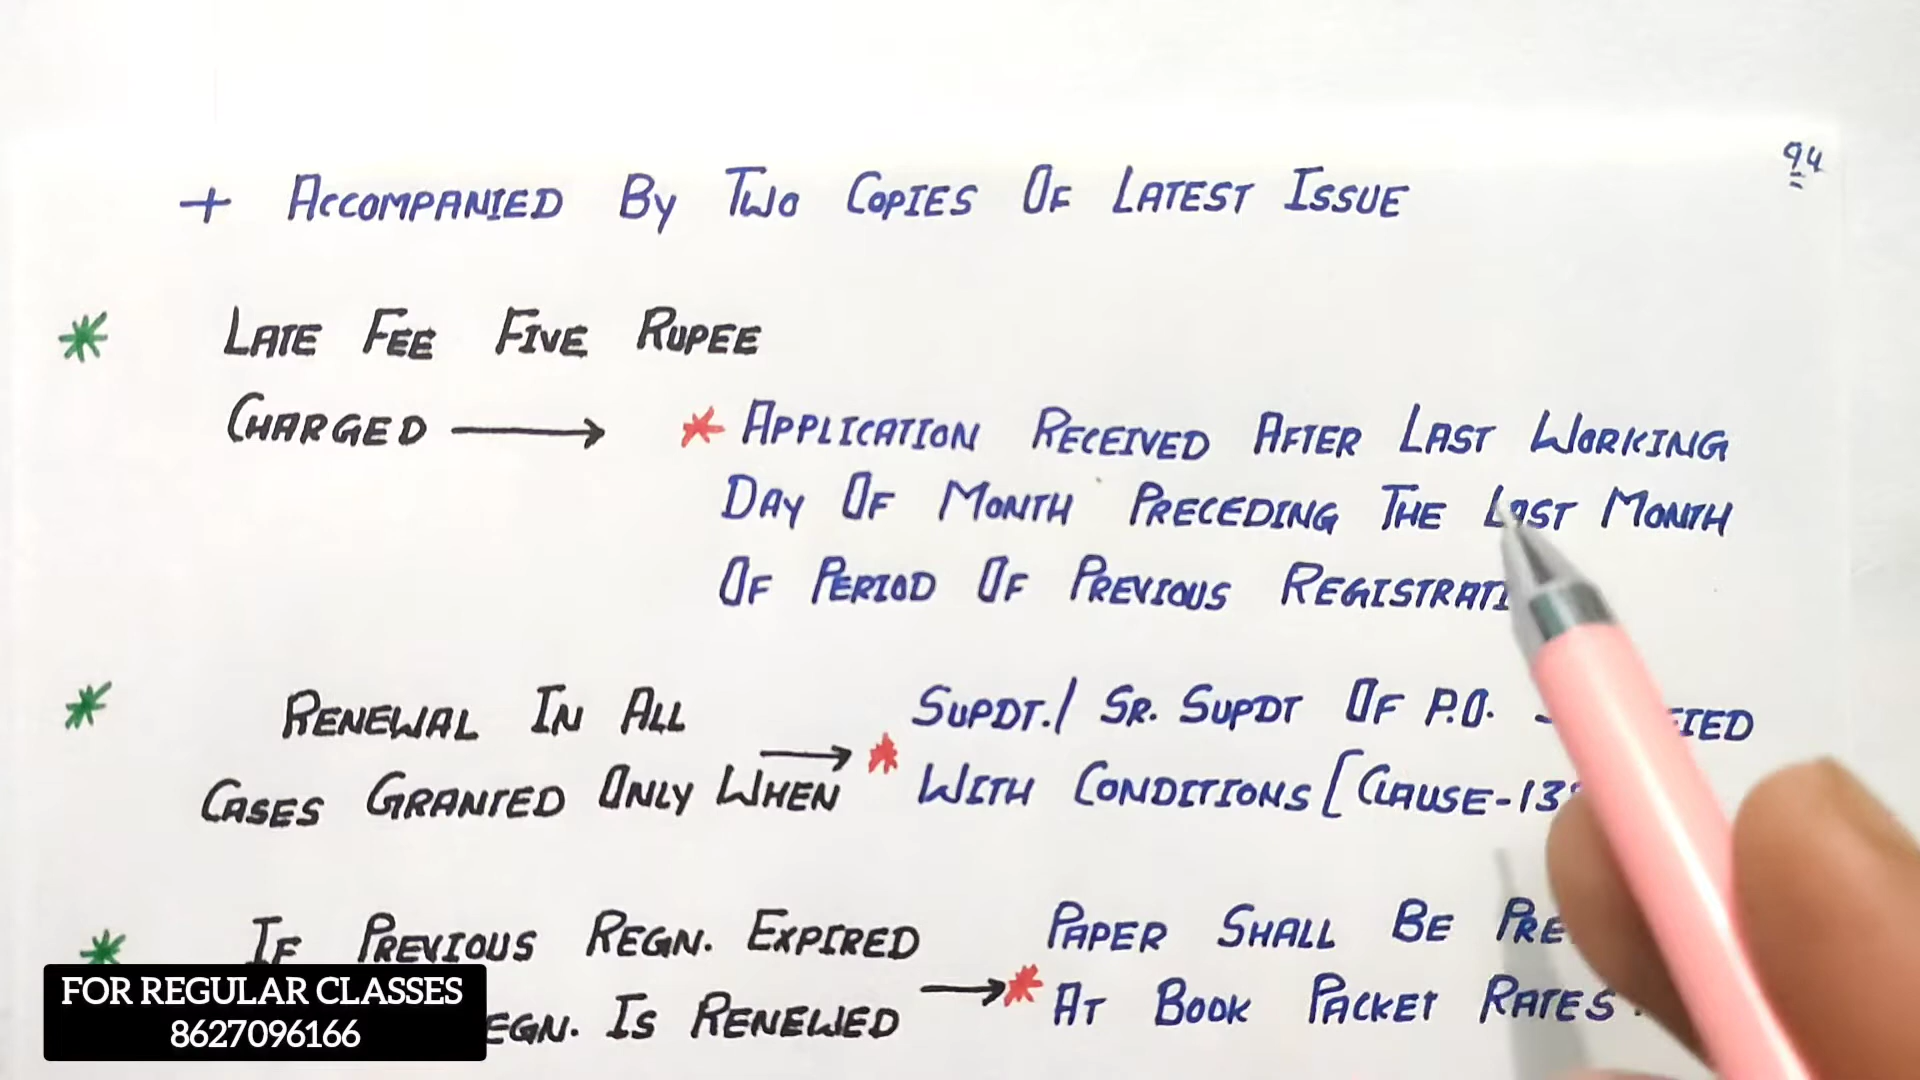 94
+ ACCOMPANIED BY TWO COPIES OF LATEST ISSUE
* LATE FEE FIVE RUPEE
CHARGED → * APPLICATION RECEIVED AFTER LAST WORKING
DAY OF MONTH PRECEDING THE LAST MONTH
OF PERIOD OF PREVIOUS REGISTRATI
* RENEWAL IN ALL
CASES GRANTED ONLY WHEN →
* SUPDT./ SR. SUPDT OF P.O.
WITH CONDITIONS [CLAUSE-13
* IF PREVIOUS REGN. EXPIRED
EGN. IS RENEWED →
* PAPER SHALL BE PRE
AT BOOK PACKET RATES
FOR REGULAR CLASSES
8627096166